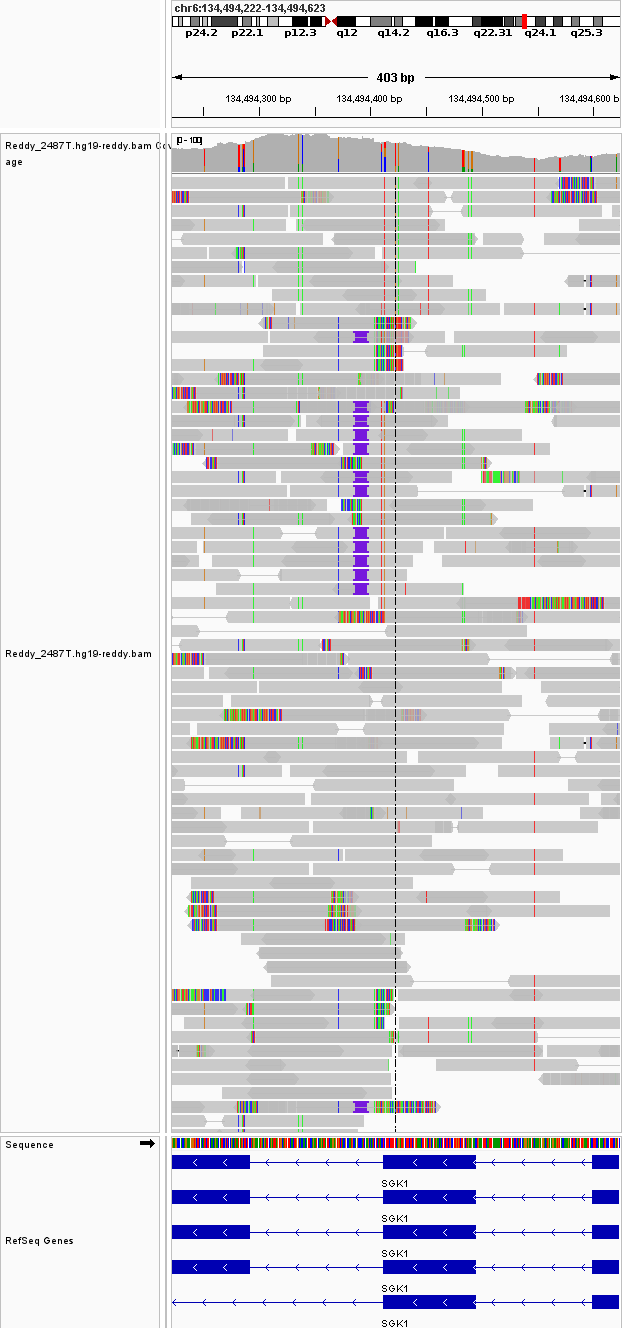 chr6:134,494,222-134,494,623
p24.2 p22.1 p12.3 q12 q14.2 q16.3 q22.31 q24.1 q25.3
403 bp
134,494,300 bp 134,494,400 bp 134,494,500 bp 134,494,600 b
Reddy_2487T.hg19-reddy.bam Cov
age
[0 - 100]
Reddy_2487T.hg19-reddy.bam
Sequence
SGK1
SGK1
RefSeq Genes
SGK1
SGK1
SGK1